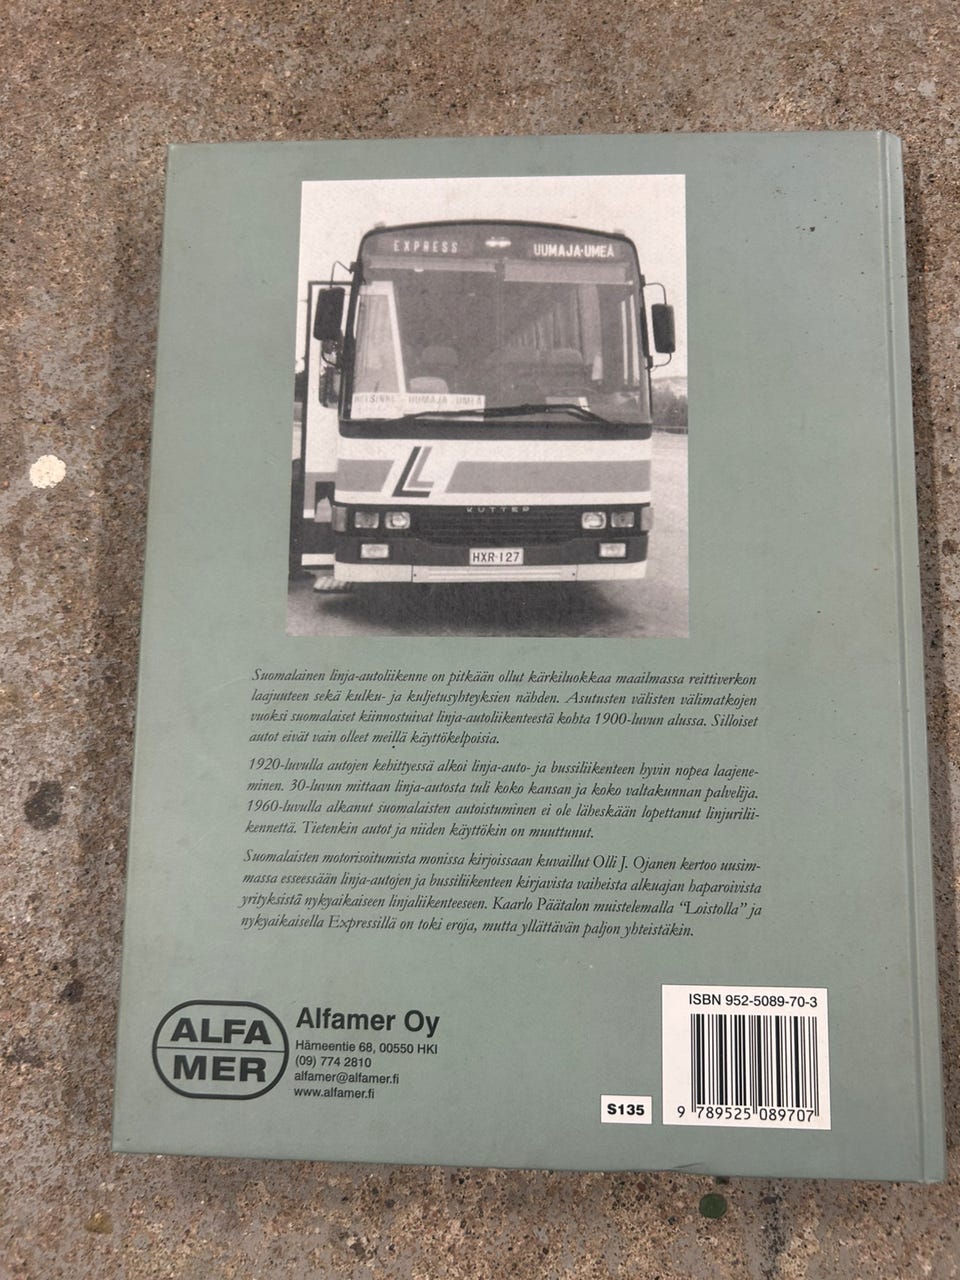 EXPRESS
UUMAJA-UMEÅ
HELSINKI - UUMAJA - UMEÅ
KUTTER
HXR-127
Suomalainen linja-autoliikenne on pitkään ollut kärkiluokkaa maailmassa reittiverkon
laajuuteen sekä kulku- ja kuljetusyhteyksien nähden. Asutusten välisten välimatkojen
vuoksi suomalaiset kiinnostuivat linja-autoliikenteestä kohta 1900-luvun alussa. Silloiset
autot eivät vain olleet meillä käyttökelpoisia.
1920-luvulla autojen kehittyessä alkoi linja-auto- ja bussiliikenteen hyvin nopea laajene-
minen. 30-luvun mittaan linja-autosta tuli koko kansan ja koko valtakunnan palvelija.
1960-luvulla alkanut suomalaisten autoistuminen ei ole läheskään lopettanut linjurilii-
kennettä. Tietenkin autot ja niiden käyttökin on muuttunut.
Suomalaisten motorisoitumista monissa kirjoissaan kuvaillut Olli J. Ojanen kertoo uusim-
massa esseessään linja-autojen ja bussiliikenteen kirjavista vaiheista alkuajan haparoivista
yrityksistä nykyaikaiseen linjaliikenteeseen. Kaarlo Päätalon muistelemalla "Loistolla" ja
nykyaikaisella Expressillä on toki eroja, mutta yllättävän paljon yhteistäkin.
ALFA
MER
Alfamer Oy
Hämeentie 68, 00550 HKI
(09) 774 2810
alfamer@alfamer.fi
www.alfamer.fi
S135
ISBN 952-5089-70-3
9 789525 089707